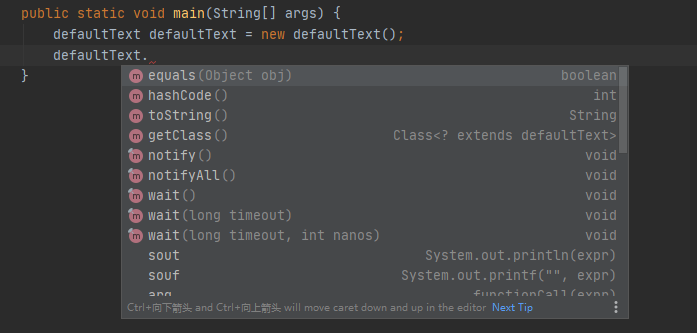 public static void main(String[] args) {
defaultText defaultText = new defaultText();
defaultText.
}
m equals(Object obj) boolean
m hashCode() int
m toString() String
m getClass() Class<? extends defaultText>
m notify() void
m notifyAll() void
m wait() void
m wait(long timeout) void
m wait(long timeout, int nanos) void
sout System.out.println(expr)
souf System.out.printf("", expr)
arg functionCall(expr)
Ctrl+向下箭头 and Ctrl+向上箭头 will move caret down and up in the editor Next Tip